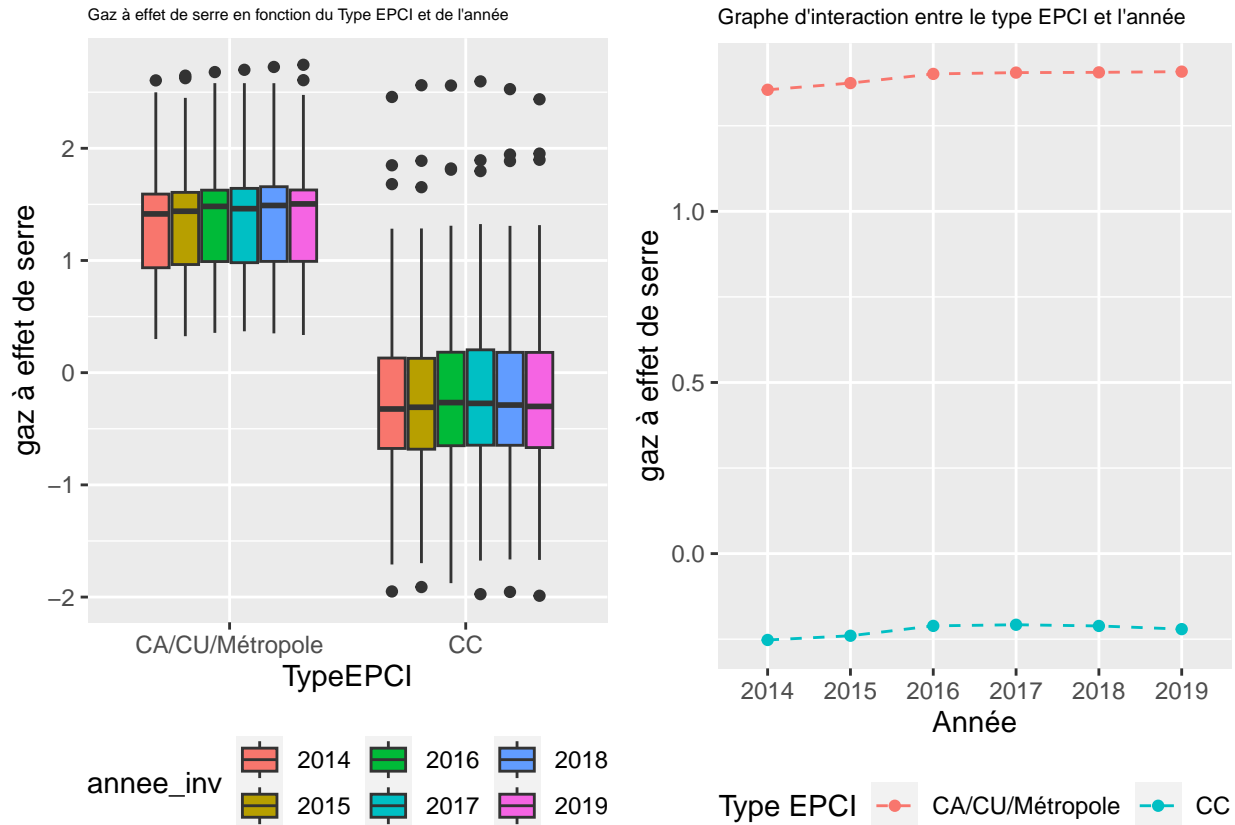 Gaz à effet de serre en fonction du Type EPCI et de l'année
gaz à effet de serre
2
1
0
−1
−2
CA/CU/Métropole
CC
TypeEPCI
annee_inv
2014
2016
2018
2015
2017
2019
Graphe d'interaction entre le type EPCI et l'année
gaz à effet de serre
1.0
0.5
0.0
2014
2015
2016
2017
2018
2019
Année
Type EPCI
CA/CU/Métropole
CC